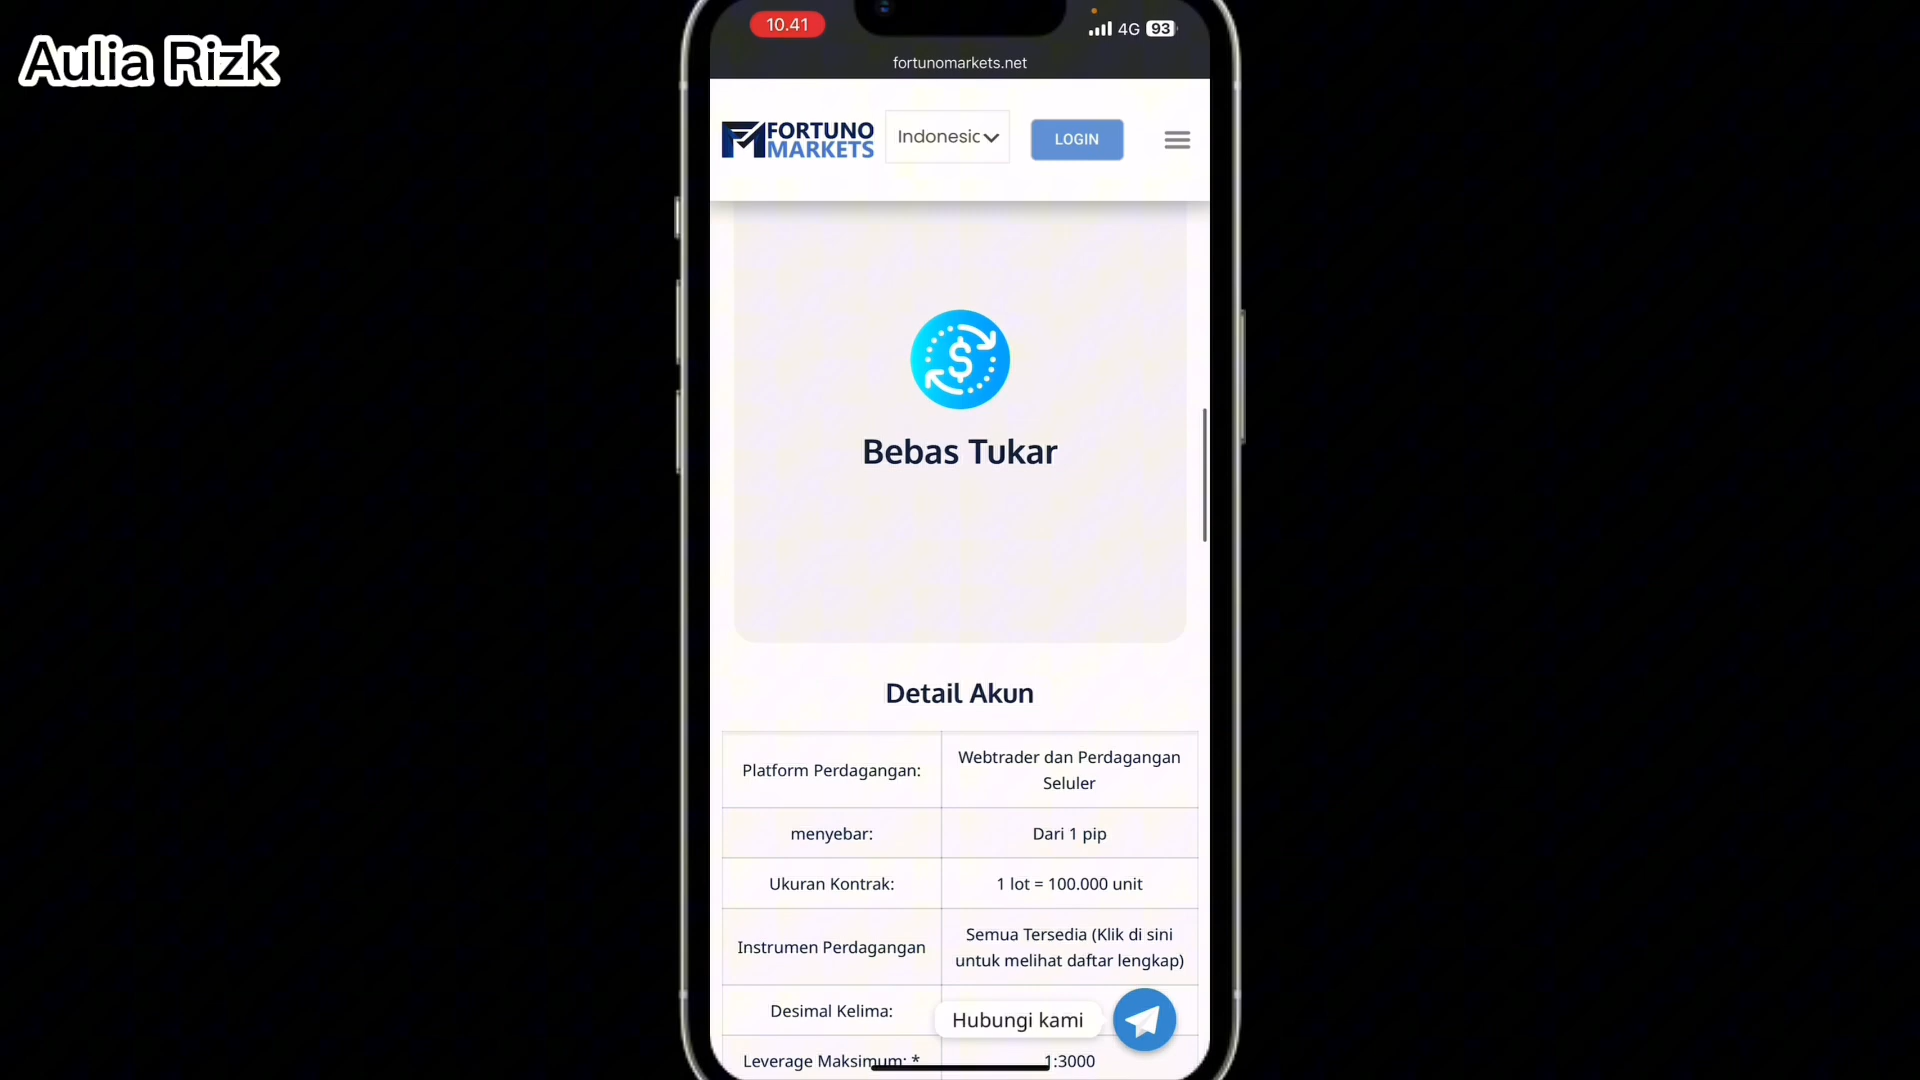 Aulia Rizk
10.41
4G 93
fortunomarkets.net
FORTUNO
MARKETS
Indonesic
LOGIN
Bebas Tukar
Detail Akun
Platform Perdagangan:
Webtrader dan Perdagangan
Seluler
menyebar:
Dari 1 pip
Ukuran Kontrak:
1 lot = 100.000 unit
Instrumen Perdagangan
Semua Tersedia (Klik di sini
untuk melihat daftar lengkap)
Desimal Kelima:
Hubungi kami
Leverage Maksimum: *
1:3000